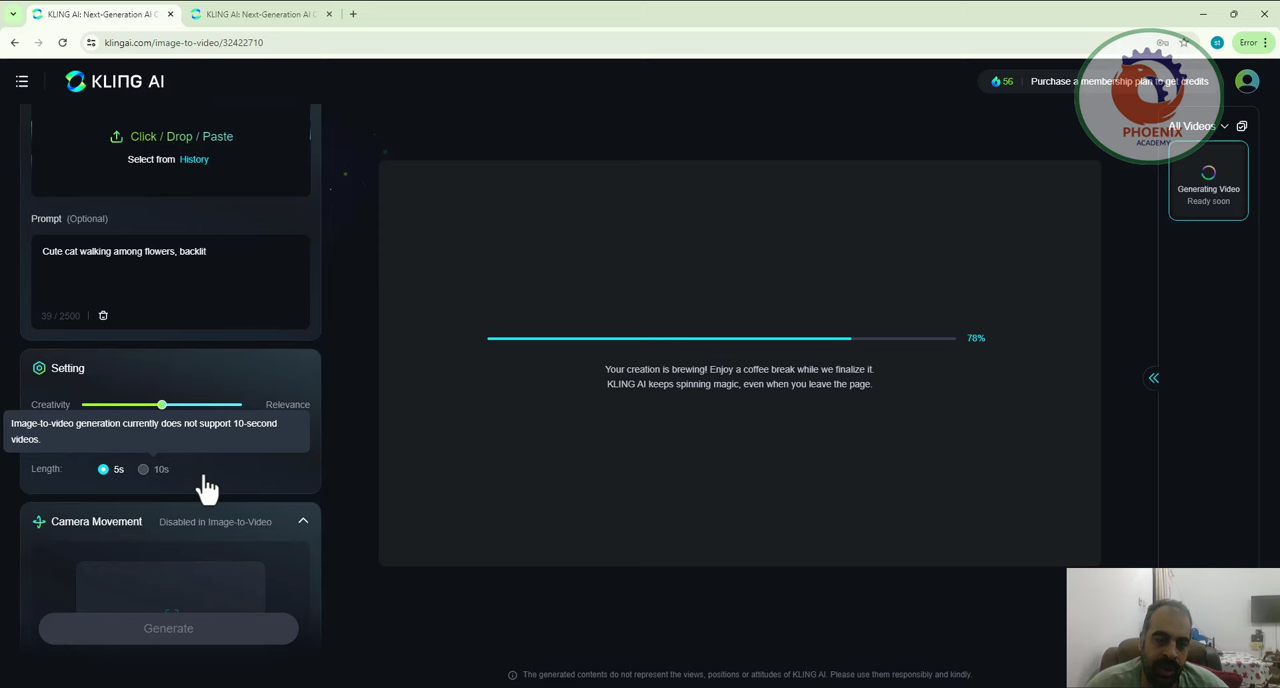 KLING AI: Next-Generation AI C
KLING AI: Next-Generation AI C
klingai.com/image-to-video/32422710
st
Error
KLING AI
56
Purchase a membership plan to get credits
PHOENIX
ACADEMY
All Videos
Click / Drop / Paste
Select from History
Generating Video
Ready soon
Prompt (Optional)
Cute cat walking among flowers, backlit
39 / 2500
78%
Your creation is brewing! Enjoy a coffee break while we finalize it.
KLING AI keeps spinning magic, even when you leave the page.
Setting
Creativity
Relevance
Image-to-video generation currently does not support 10-second
videos.
Length:
5s
10s
Camera Movement
Disabled in Image-to-Video
Generate
The generated contents do not represent the views, positions or attitudes of KLING AI. Please use them responsibly and kindly.